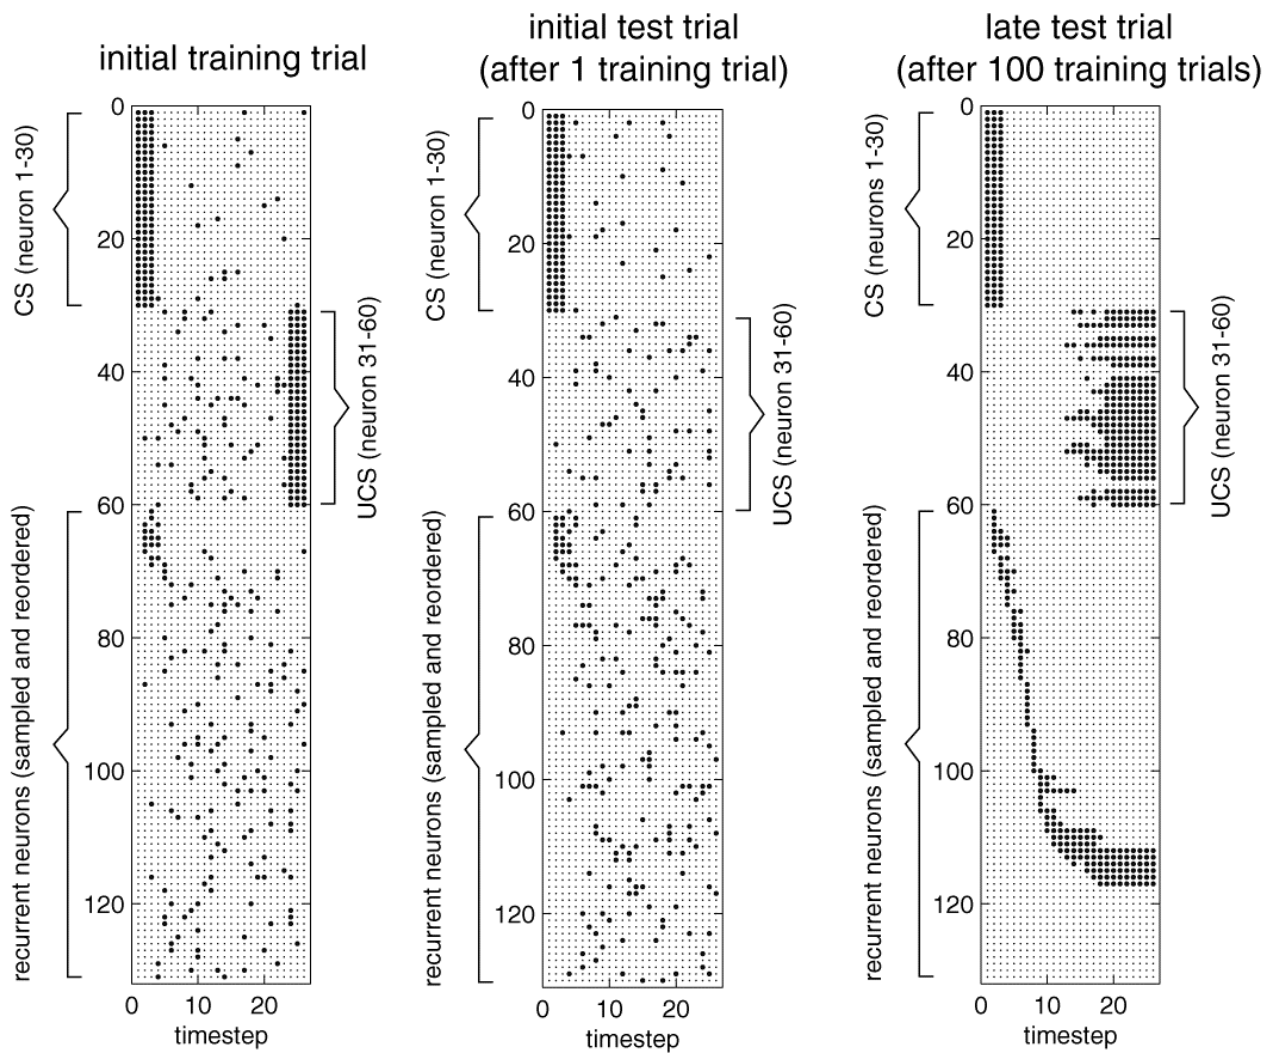 initial training trial
0
20
40
60
80
100
120
0 10 20
timestep
CS (neuron 1-30)
UCS (neuron 31-60)
recurrent neurons (sampled and reordered)
initial test trial
(after 1 training trial)
0
20
40
60
80
100
120
0 10 20
timestep
CS (neuron 1-30)
UCS (neuron 31-60)
recurrent neurons (sampled and reordered)
late test trial
(after 100 training trials)
0
20
40
60
80
100
120
0 10 20
timestep
CS (neurons 1-30)
UCS (neuron 31-60)
recurrent neurons (sampled and reordered)